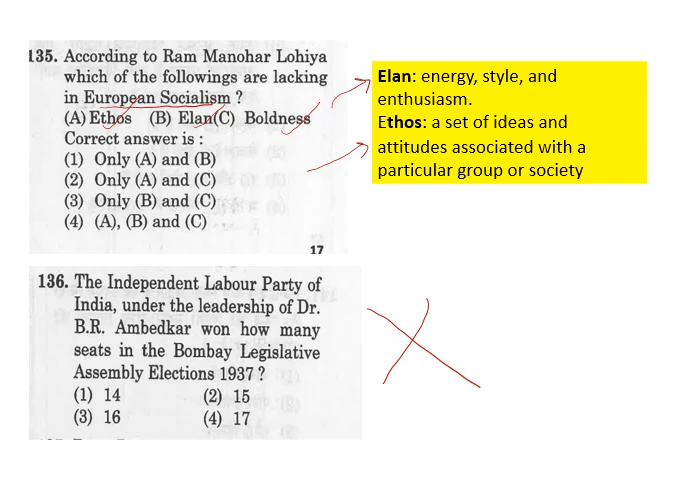 135. According to Ram Manohar Lohiya
which of the followings are lacking
in European Socialism ?
(A) Ethos (B) Elan(C) Boldness
Correct answer is :
(1) Only (A) and (B)
(2) Only (A) and (C)
(3) Only (B) and (C)
(4) (A), (B) and (C)
17
Elan: energy, style, and
enthusiasm.
Ethos: a set of ideas and
attitudes associated with a
particular group or society
136. The Independent Labour Party of
India, under the leadership of Dr.
B.R. Ambedkar won how many
seats in the Bombay Legislative
Assembly Elections 1937 ?
(1) 14 (2) 15
(3) 16 (4) 17